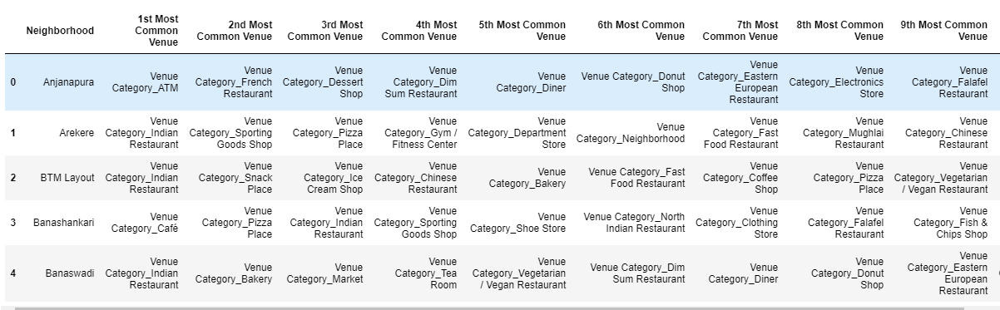 Neighborhood
1st Most
Common
Venue
2nd Most
Common Venue
3rd Most
Common Venue
4th Most
Common Venue
5th Most Common
Venue
6th Most Common
Venue
7th Most
Common Venue
8th Most Common
Venue
9th Most Common
Venue
0
Anjanapura
Venue
Category_ATM
Venue
Category_French
Restaurant
Venue
Category_Dessert
Shop
Venue
Category_Dim
Sum Restaurant
Venue
Category_Diner
Venue Category_Donut
Shop
Venue
Category_Eastern
European
Restaurant
Venue
Category_Electronics
Store
Venue
Category_Falafel
Restaurant
1
Arekere
Venue
Category_Indian
Restaurant
Venue
Category_Sporting
Goods Shop
Venue
Category_Pizza
Place
Venue
Category_Gym /
Fitness Center
Venue
Category_Department
Store
Venue
Category_Neighborhood
Venue
Category_Fast
Food Restaurant
Venue
Category_Mughlai
Restaurant
Venue
Category_Chinese
Restaurant
2
BTM Layout
Venue
Category_Indian
Restaurant
Venue
Category_Snack
Place
Venue
Category_Ice
Cream Shop
Venue
Category_Chinese
Restaurant
Venue
Category_Bakery
Venue Category_Fast
Food Restaurant
Venue
Category_Coffee
Shop
Venue
Category_Pizza
Place
Venue
Category_Vegetarian
/ Vegan Restaurant
3
Banashankari
Venue
Category_Café
Venue
Category_Pizza
Place
Venue
Category_Indian
Restaurant
Venue
Category_Sporting
Goods Shop
Venue
Category_Shoe Store
Venue Category_North
Indian Restaurant
Venue
Category_Clothing
Store
Venue
Category_Falafel
Restaurant
Venue
Category_Fish &
Chips Shop
4
Banaswadi
Venue
Category_Indian
Restaurant
Venue
Category_Bakery
Venue
Category_Market
Venue
Category_Tea
Room
Venue
Category_Vegetarian
/ Vegan Restaurant
Venue Category_Dim
Sum Restaurant
Venue
Category_Diner
Venue
Category_Donut
Shop
Venue
Category_Eastern
European
Restaurant